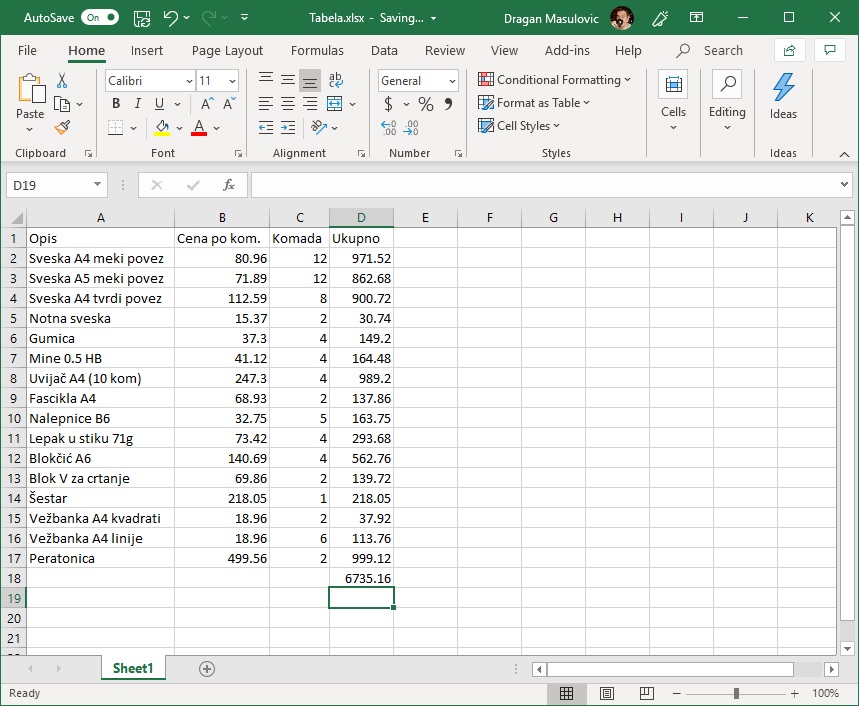 AutoSave On Tabela.xlsx - Saving... Dragan Masulovic
File Home Insert Page Layout Formulas Data Review View Add-ins Help Search
Calibri 11 ab c General Conditional Formatting
Paste B I U A A $ % 9 Format as Table Cells Editing Ideas
A .00 .00 Cell Styles
Clipboard Font Alignment Number Styles Ideas
D19 fx
A B C D E F G H I J K
1 Opis Cena po kom. Komada Ukupno
2 Sveska A4 meki povez 80.96 12 971.52
3 Sveska A5 meki povez 71.89 12 862.68
4 Sveska A4 tvrdi povez 112.59 8 900.72
5 Notna sveska 15.37 2 30.74
6 Gumica 37.3 4 149.2
7 Mine 0.5 HB 41.12 4 164.48
8 Uvijač A4 (10 kom) 247.3 4 989.2
9 Fascikla A4 68.93 2 137.86
10 Nalepnice B6 32.75 5 163.75
11 Lepak u stiku 71g 73.42 4 293.68
12 Blokčić A6 140.69 4 562.76
13 Blok V za crtanje 69.86 2 139.72
14 Šestar 218.05 1 218.05
15 Vežbanka A4 kvadrati 18.96 2 37.92
16 Vežbanka A4 linije 18.96 6 113.76
17 Peratonica 499.56 2 999.12
18 6735.16
19
20
21
Sheet1
Ready 100%